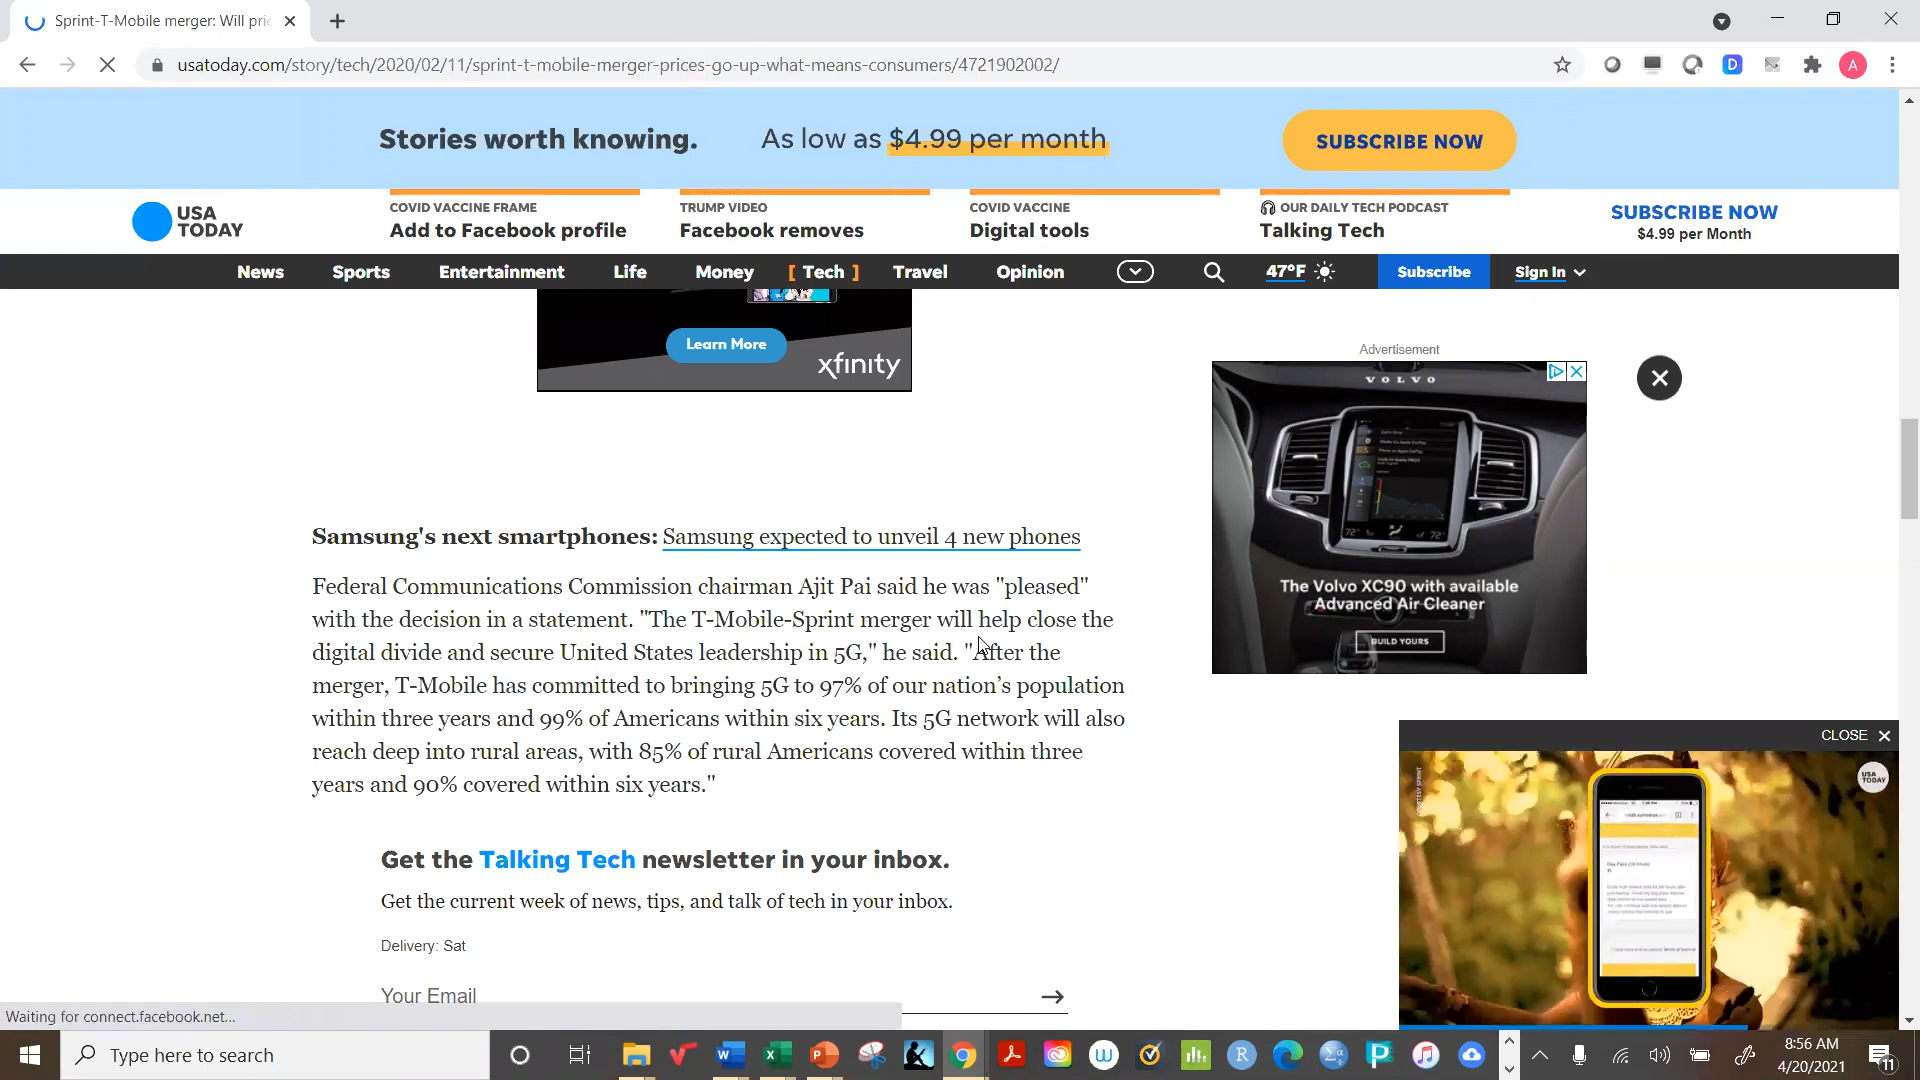 Sprint-T-Mobile merger: Will pric
usatoday.com/story/tech/2020/02/11/sprint-t-mobile-merger-prices-go-up-what-means-consumers/4721902002/
D
A
Stories worth knowing.
As low as $4.99 per month
SUBSCRIBE NOW
USA
TODAY
COVID VACCINE FRAME
Add to Facebook profile
TRUMP VIDEO
Facebook removes
COVID VACCINE
Digital tools
OUR DAILY TECH PODCAST
Talking Tech
SUBSCRIBE NOW
$4.99 per Month
News Sports Entertainment Life Money [ Tech ] Travel Opinion 47°F Subscribe Sign In
Learn More
xfinity
Advertisement
VOLVO
The Volvo XC90 with available
Advanced Air Cleaner
BUILD YOURS
Samsung's next smartphones: Samsung expected to unveil 4 new phones
Federal Communications Commission chairman Ajit Pai said he was "pleased"
with the decision in a statement. "The T-Mobile-Sprint merger will help close the
digital divide and secure United States leadership in 5G," he said. "After the
merger, T-Mobile has committed to bringing 5G to 97% of our nation’s population
within three years and 99% of Americans within six years. Its 5G network will also
reach deep into rural areas, with 85% of rural Americans covered within three
years and 90% covered within six years."
CLOSE
USA
TODAY
COURTESY SPRINT
Get the Talking Tech newsletter in your inbox.
Get the current week of news, tips, and talk of tech in your inbox.
Delivery: Sat
Your Email
Waiting for connect.facebook.net...
Type here to search
8:56 AM
4/20/2021
11